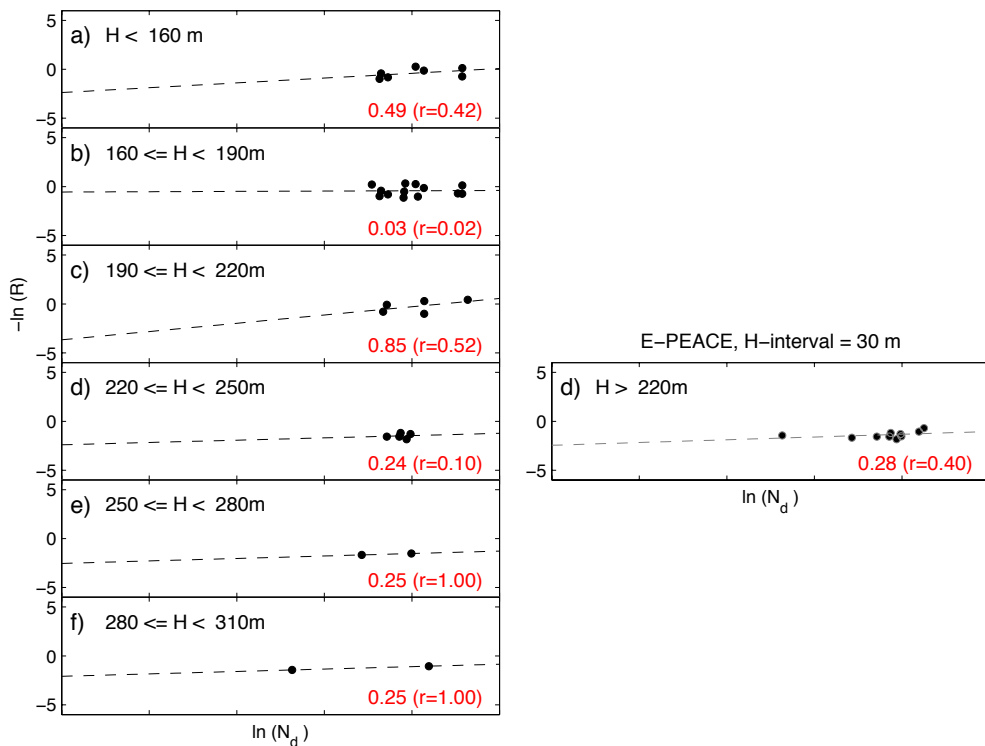 5
a) H < 160 m
0
−5
0.49 (r=0.42)
5
b) 160 <= H < 190m
0
−5
0.03 (r=0.02)
5
c) 190 <= H < 220m
0
−5
0.85 (r=0.52)
−ln (R)
5
d) 220 <= H < 250m
0
−5
0.24 (r=0.10)
5
e) 250 <= H < 280m
0
−5
0.25 (r=1.00)
5
f) 280 <= H < 310m
0
−5
0.25 (r=1.00)
ln (N_d)
E−PEACE, H−interval = 30 m
5
d) H > 220m
0
−5
0.28 (r=0.40)
ln (N_d)